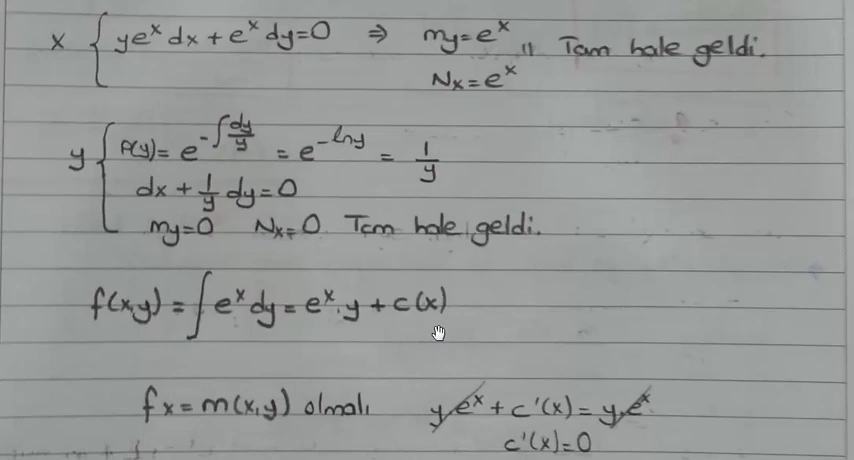 x { ye^x dx + e^x dy = 0 ⇒ my = e^x ,, Tam hale geldi.
Nx = e^x
y { P(y) = e^-∫dy/y = e^-lny = 1/y
dx + 1/y dy = 0
my = 0 Nx = 0 Tam hale geldi.
f(x,y) = ∫ e^x dy = e^x . y + c(x)
fx = m(x,y) olmalı ye^x + c'(x) = y.e^x
c'(x) = 0